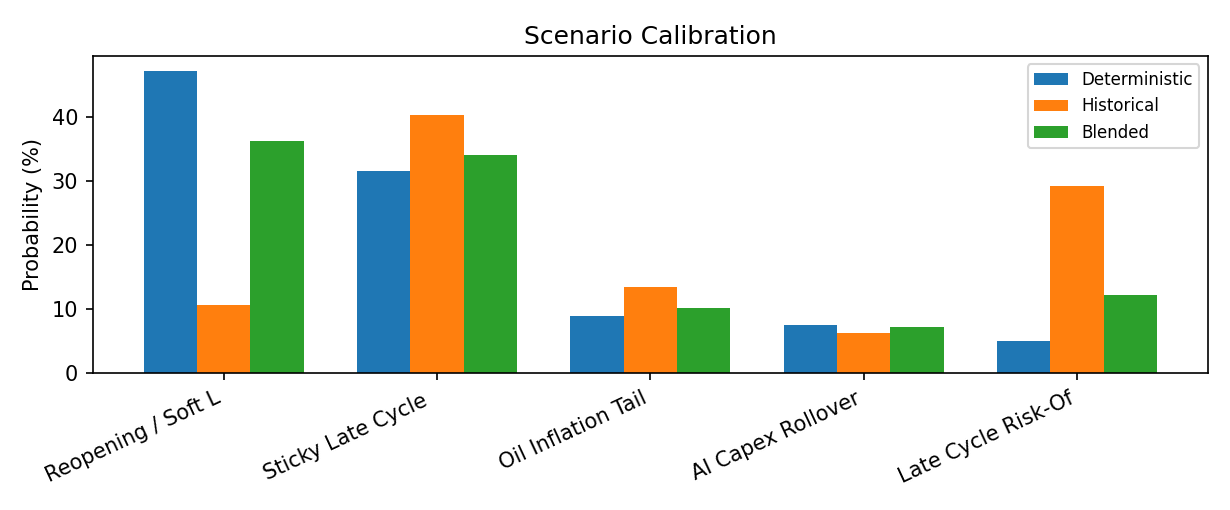 Scenario Calibration
Deterministic
Historical
Blended
Probability (%)
40
30
20
10
0
Reopening / Soft L
Sticky Late Cycle
Oil Inflation Tail
AI Capex Rollover
Late Cycle Risk-Of